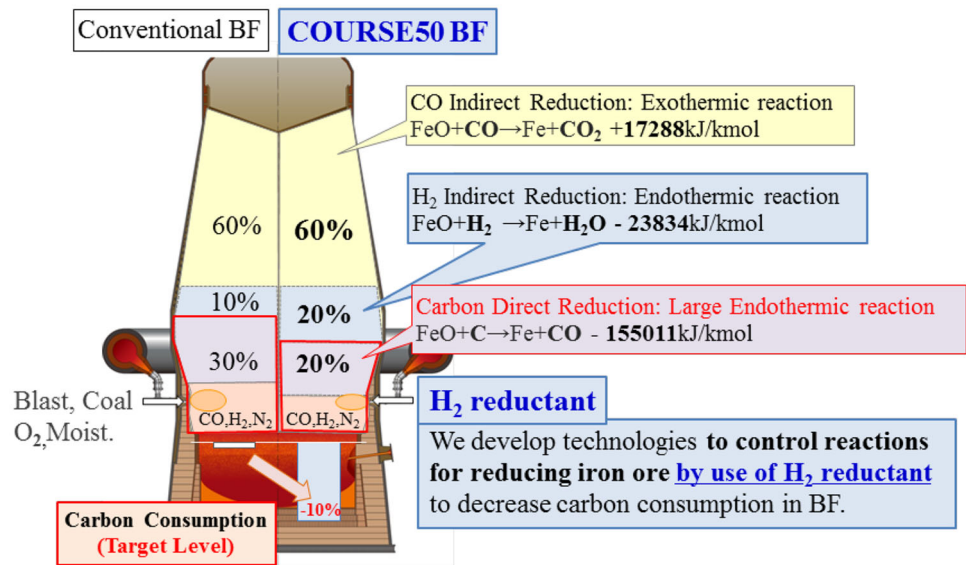 Conventional BF
COURSE50 BF
CO Indirect Reduction: Exothermic reaction
FeO+CO→Fe+CO₂ +17288kJ/kmol
H₂ Indirect Reduction: Endothermic reaction
FeO+H₂ →Fe+H₂O - 23834/kmol
Carbon Direct Reduction: Large Endothermic reaction
FeO+C→Fe+CO - 155011kJ/kmol
60%
60%
10%
20%
30%
20%
CO,H₂,N₂
CO,H₂,N₂
Blast, Coal
O₂,Moist.
H₂ reductant
We develop technologies to control reactions
for reducing iron ore by use of H₂ reductant
to decrease carbon consumption in BF.
-10%
Carbon Consumption
(Target Level)